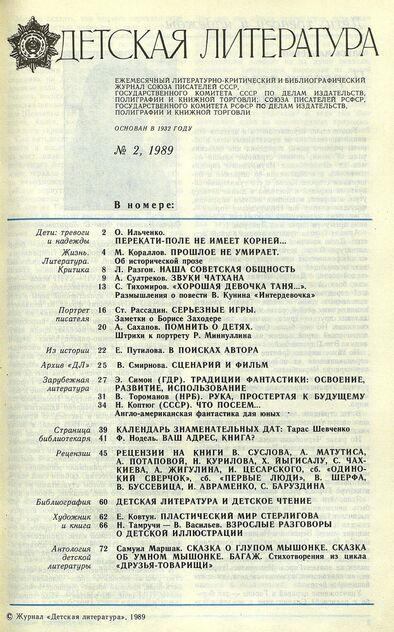 ДЕТСКАЯ ЛИТЕРАТУРА
ЕЖЕМЕСЯЧНЫЙ ЛИТЕРАТУРНО-КРИТИЧЕСКИЙ И БИБЛИОГРАФИЧЕСКИЙ
ЖУРНАЛ СОЮЗА ПИСАТЕЛЕЙ СССР,
ГОСУДАРСТВЕННОГО КОМИТЕТА СССР ПО ДЕЛАМ ИЗДАТЕЛЬСТВ,
ПОЛИГРАФИИ И КНИЖНОЙ ТОРГОВЛИ; СОЮЗА ПИСАТЕЛЕЙ РСФСР,
ГОСУДАРСТВЕННОГО КОМИТЕТА РСФСР ПО ДЕЛАМ ИЗДАТЕЛЬСТВ,
ПОЛИГРАФИИ И КНИЖНОЙ ТОРГОВЛИ
ОСНОВАН В 1932 ГОДУ
№ 2, 1989
В номере:
Дети: тревоги 2 О. Ильченко.
и надежды ПЕРЕКАТИ-ПОЛЕ НЕ ИМЕЕТ КОРНЕЙ...
Жизнь. 4 М. Кораллов. ПРОШЛОЕ НЕ УМИРАЕТ.
Литература. Об исторической прозе
Критика 8 Л. Разгон. НАША СОВЕТСКАЯ ОБЩНОСТЬ
9 А. Султреков. ЗВУКИ ЧАТХАНА
13 С. Тихомиров. «ХОРОШАЯ ДЕВОЧКА ТАНЯ...».
Размышления о повести В. Кунина «Интердевочка»
Портрет 16 Ст. Рассадин. СЕРЬЕЗНЫЕ ИГРЫ.
писателя Заметки о Борисе Заходере
20 А. Сахапов. ПОМНИТЬ О ДЕТЯХ.
Штрихи к портрету Р. Миннуллина
Из истории 22 Е. Путилова. В ПОИСКАХ АВТОРА
Архив «ДЛ» 25 В. Смирнова. СЦЕНАРИЙ И ФИЛЬМ
Зарубежная 27 Э. Симон (ГДР). ТРАДИЦИИ ФАНТАСТИКИ: ОСВОЕНИЕ,
литература РАЗВИТИЕ, ИСПОЛЬЗОВАНИЕ
31 В. Тороманов (НРБ). РУКА, ПРОСТЕРТАЯ К БУДУЩЕМУ
34 Н. Коптюг (СССР). ЧТО ПОСЕЕМ...
Англо-американская фантастика для юных
Страница 39 КАЛЕНДАРЬ ЗНАМЕНАТЕЛЬНЫХ ДАТ: Тарас Шевченко
библиотекаря 41 Ф. Нодель. ВАШ АДРЕС, КНИГА?
Рецензии 45 РЕЦЕНЗИИ НА КНИГИ В. СУСЛОВА, А. МАТУТИСА,
А. ПОТАПОВОЙ, Н. КУРИЛОВА, Х. ЙЫГИСАЛУ, С. ЧАХ-
КИЕВА, А. ЖИГУЛИНА, И. ЦЕСАРСКОГО, сб. «ОДИНО-
КИЙ СВЕРЧОК», сб. «ПЕРВЫЕ ЛЮДИ», В. ШЕРФА,
В. БУССЕВИЦА, И. АВРАМЕНКО, С. БАРУЗДИНА
Библиография 60 ДЕТСКАЯ ЛИТЕРАТУРА И ДЕТСКОЕ ЧТЕНИЕ
Художник 62 Е. Ковтун. ПЛАСТИЧЕСКИЙ МИР СТЕРЛИГОВА
и книга 66 Н. Тамручи — В. Васильев. ВЗРОСЛЫЕ РАЗГОВОРЫ
О ДЕТСКОЙ ИЛЛЮСТРАЦИИ
Антология 72 Самуил Маршак. СКАЗКА О ГЛУПОМ МЫШОНКЕ. СКАЗКА
детской ОБ УМНОМ МЫШОНКЕ. БАГАЖ. Стихотворения из цикла
литературы «ДРУЗЬЯ-ТОВАРИЩИ»
© Журнал «Детская литература», 1989